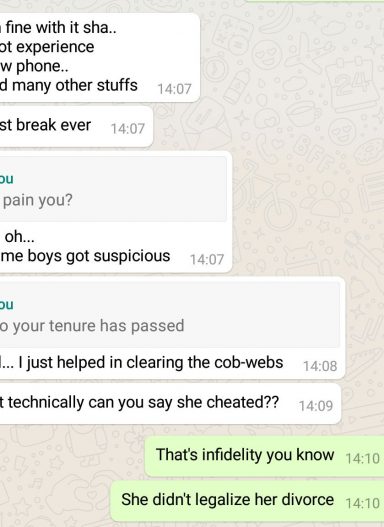 fine with it sha..
ot experience
w phone..
d many other stuffs
14:07
st break ever
14:07
ou
pain you?
oh...
me boys got suspicious
14:07
ou
o your tenure has passed
... I just helped in clearing the cob-webs
14:08
t technically can you say she cheated??
14:09
That's infidelity you know
14:10
She didn't legalize her divorce
14:10